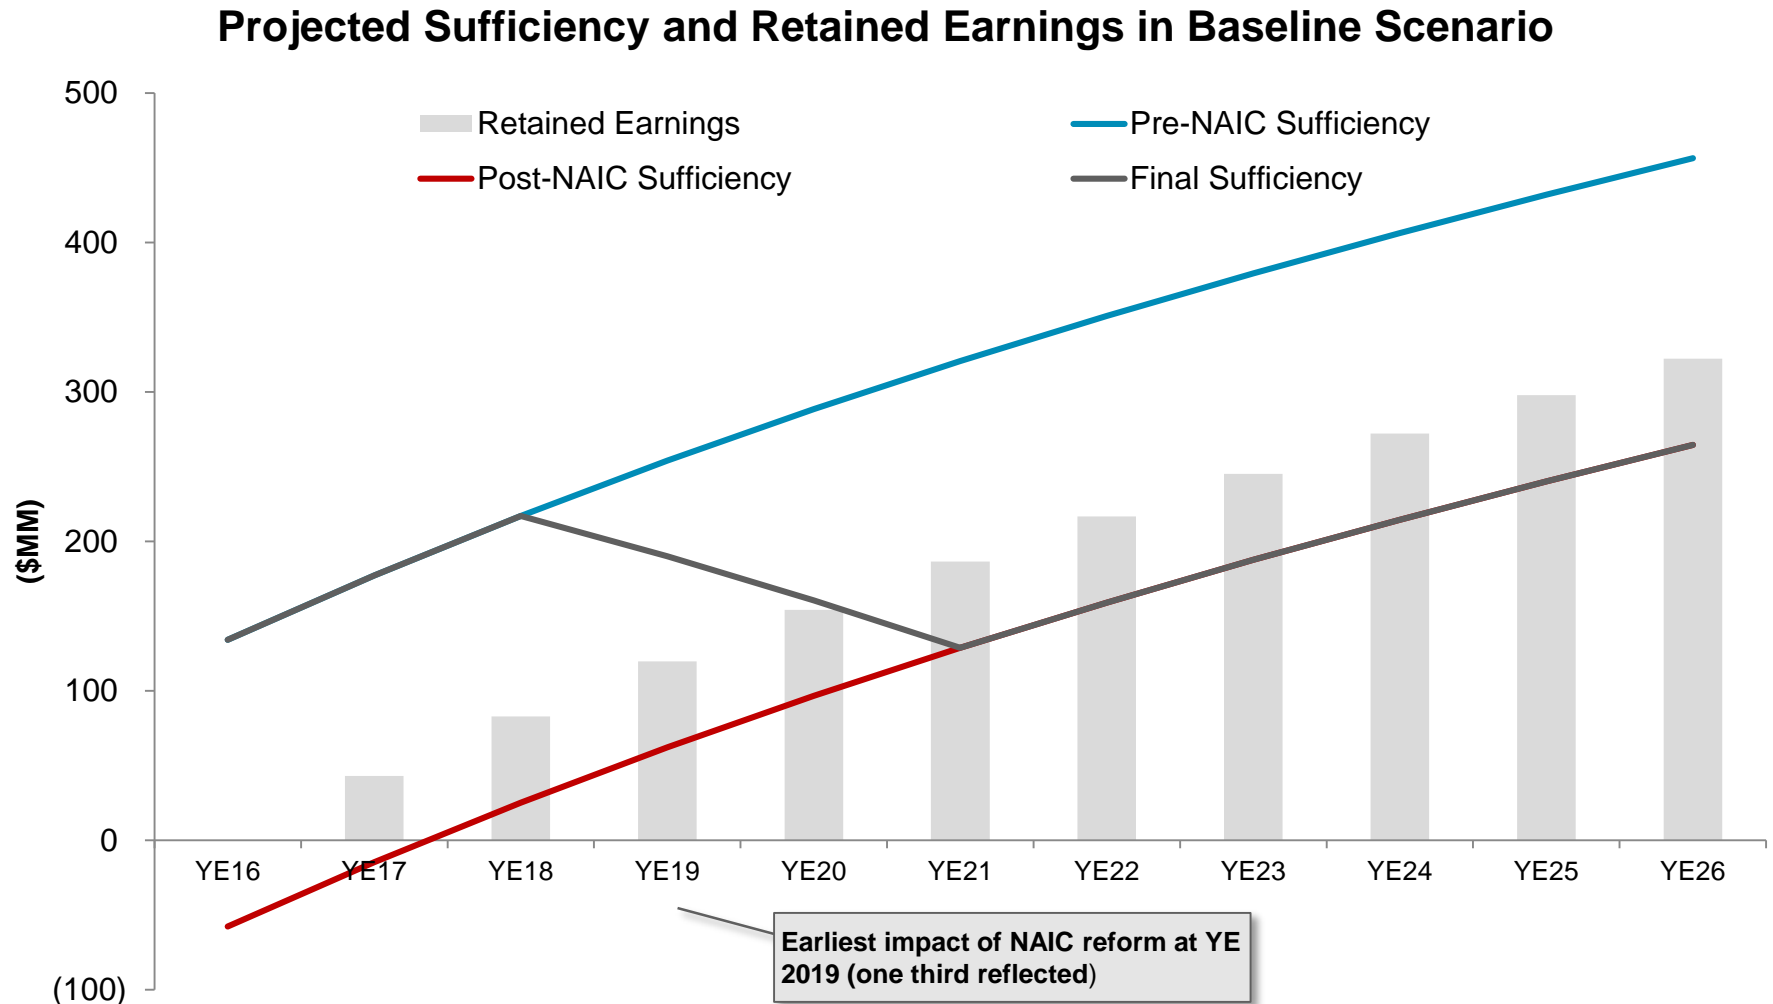 Projected Sufficiency and Retained Earnings in Baseline Scenario
500
Retained Earnings
Pre-NAIC Sufficiency
Post-NAIC Sufficiency
Final Sufficiency
400
300
200
100
0
(100)
($MM)
YE16
YE17
YE18
YE19
YE20
YE21
YE22
YE23
YE24
YE25
YE26
Earliest impact of NAIC reform at YE
2019 (one third reflected)